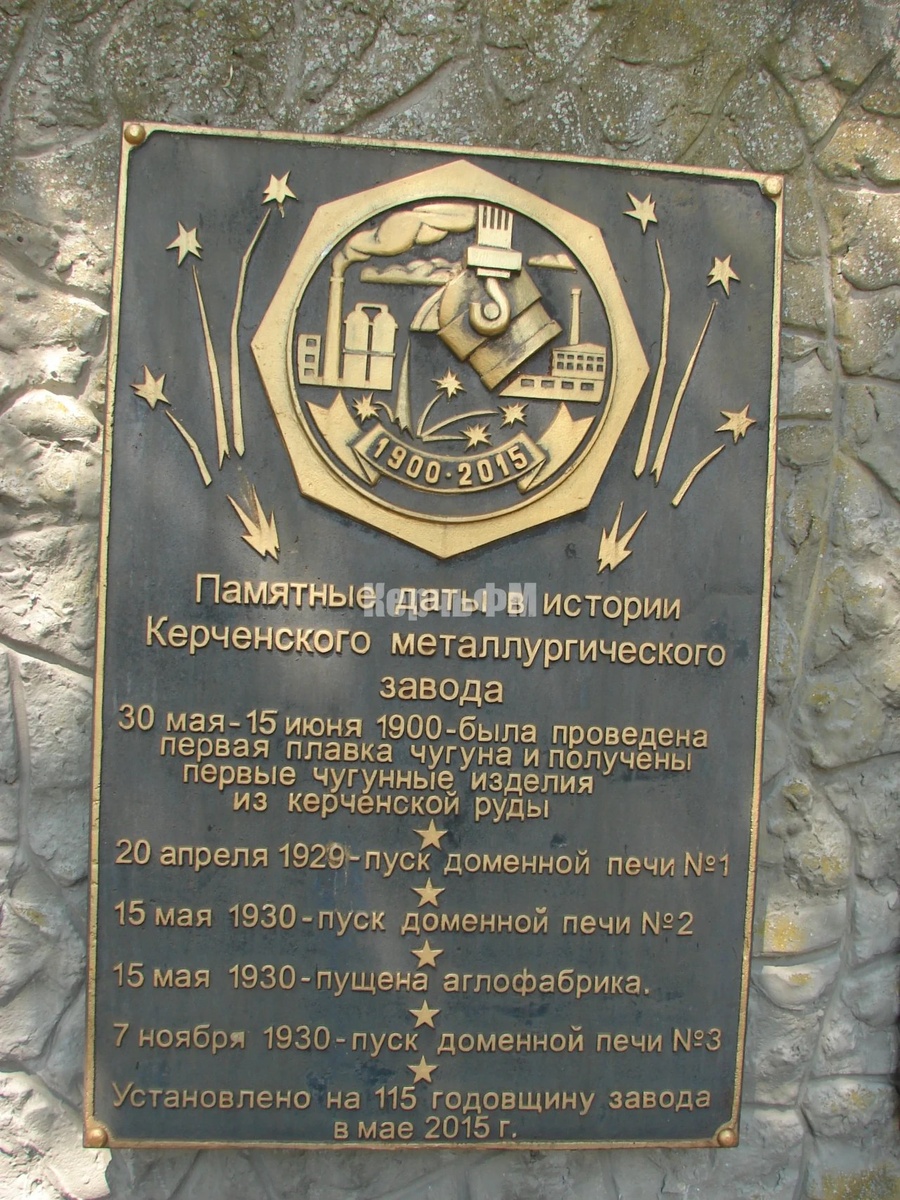 1900·2015
Памятные даты в истории
КерчьФМ
Керченского металлургического
завода
30 мая-15 июня 1900-была проведена
первая плавка чугуна и получены
первые чугунные изделия
из керченской руды
20 апреля 1929-пуск доменной печи №1
15 мая 1930-пуск доменной печи №2
15 мая 1930-пущена аглофабрика.
7 ноября 1930-пуск доменной печи №3
Установлено на 115 годовщину завода
в мае 2015 г.